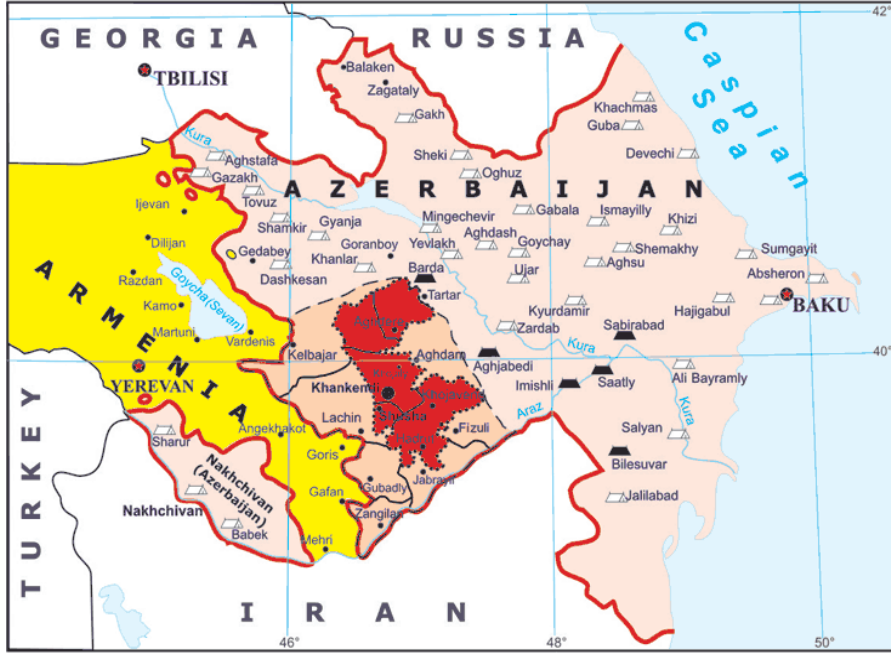 42°
GEORGIA
RUSSIA
Caspian
Sea
TBILISI
Balaken
Zagataly
Gakh
Khachmas
Guba
Devechi
Kura
Sheki
Oghuz
Aghstafa
Gazakh
Tovuz
AZERBAIJAN
Ijevan
Shamkir
Gyanja
Mingechevir
Gabala
Ismayilly
Khizi
Dilijan
Gedabey
Goranboy
Yevlakh
Aghdash
Goychay
Shemakhy
Sumgayit
Dashkesan
Khanlar
Barda
Ujar
Aghsu
Absheron
Razdan
Goycha(Sevan)
Kamo
Tartar
Kyurdamir
Hajigabul
BAKU
ARMENIA
Martuni
Vardenis
Zardab
Sabirabad
Kelbajar
Aghdam
Aghjabedi
Kura
40°
YEREVAN
Khankendi
Khojavend
Imishli
Saatly
Ali Bayramly
Araz
Lachin
Shusha
Fizuli
Salyan
Kura
TURKEY
Sharur
Angekhakot
Goris
Hadrut
Bilesuvar
Nakhchivan
(Azerbaijan)
Gubadly
Jabrayil
Nakhchivan
Gafan
Jalilabad
Babek
Zangilan
Mehri
IRAN
46°
48°
50°